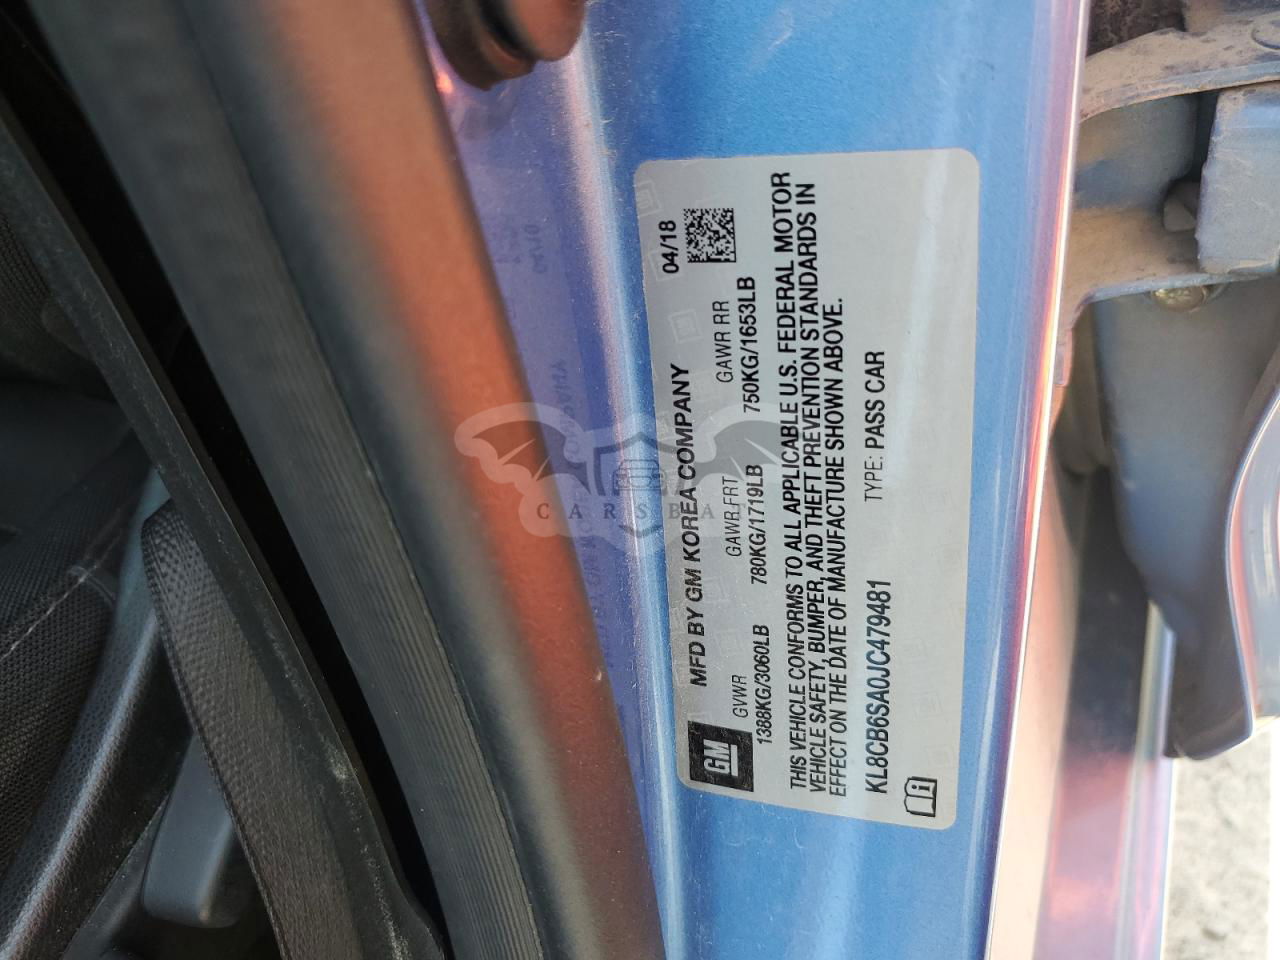 MFD BY GM KOREA COMPANY 04/18
GM
GVWR GAWR FRT GAWR RR
1388KG/3060LB 780KG/1719LB 750KG/1653LB
THIS VEHICLE CONFORMS TO ALL APPLICABLE U.S. FEDERAL MOTOR
VEHICLE SAFETY, BUMPER, AND THEFT PREVENTION STANDARDS IN
EFFECT ON THE DATE OF MANUFACTURE SHOWN ABOVE.
KL8CB6SA0JC479481 TYPE: PASS CAR
CARSBAT